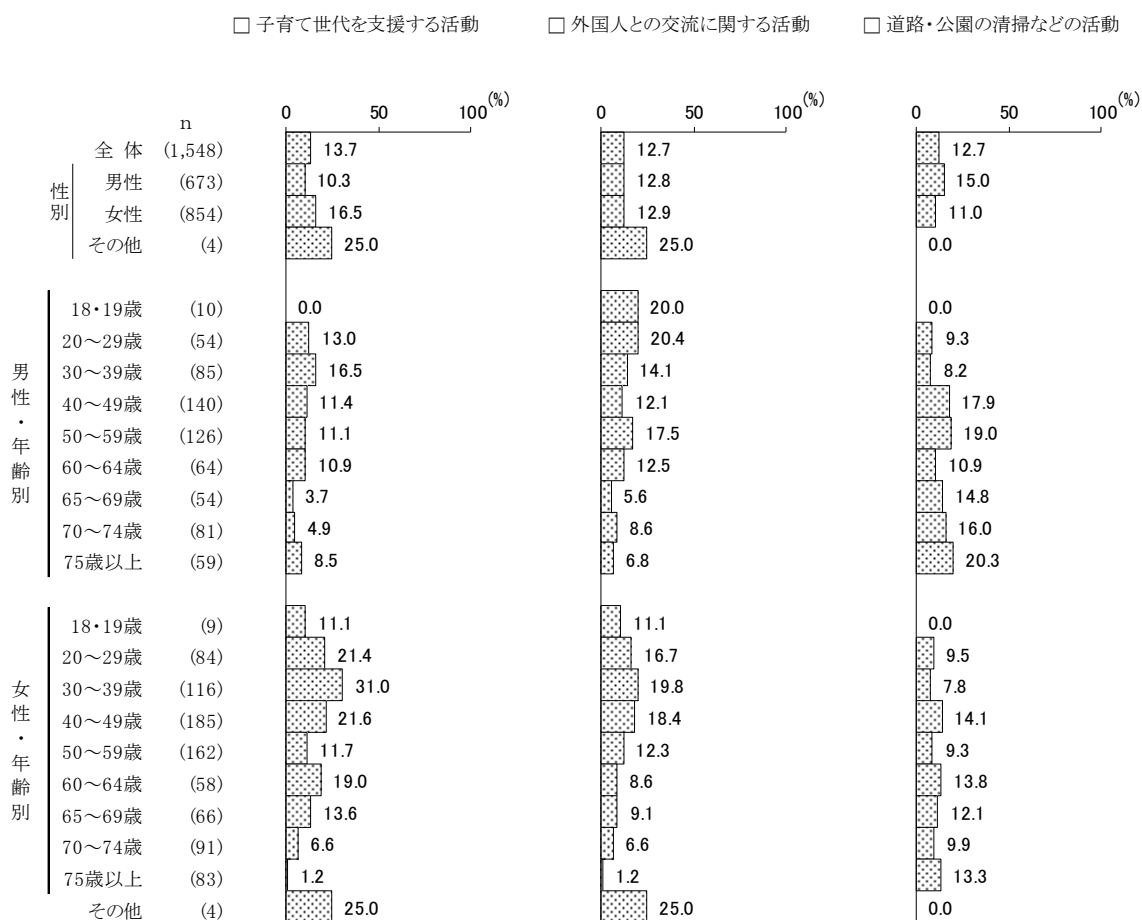 □ 子育て世代を支援する活動 □ 外国人との交流に関する活動 □ 道路・公園の清掃などの活動
0 50 100(%) 0 50 100(%) 0 50 100(%)
n
全 体 (1,548) 13.7 12.7 12.7
性別
男性 (673) 10.3 12.8 15.0
女性 (854) 16.5 12.9 11.0
その他 (4) 25.0 25.0 0.0
男性・年齢別
18・19歳 (10) 0.0 20.0 0.0
20～29歳 (54) 13.0 20.4 9.3
30～39歳 (85) 16.5 14.1 8.2
40～49歳 (140) 11.4 12.1 17.9
50～59歳 (126) 11.1 17.5 19.0
60～64歳 (64) 10.9 12.5 10.9
65～69歳 (54) 3.7 5.6 14.8
70～74歳 (81) 4.9 8.6 16.0
75歳以上 (59) 8.5 6.8 20.3
女性・年齢別
18・19歳 (9) 11.1 11.1 0.0
20～29歳 (84) 21.4 16.7 9.5
30～39歳 (116) 31.0 19.8 7.8
40～49歳 (185) 21.6 18.4 14.1
50～59歳 (162) 11.7 12.3 9.3
60～64歳 (58) 19.0 8.6 13.8
65～69歳 (66) 13.6 9.1 12.1
70～74歳 (91) 6.6 6.6 9.9
75歳以上 (83) 1.2 1.2 13.3
その他 (4) 25.0 25.0 0.0